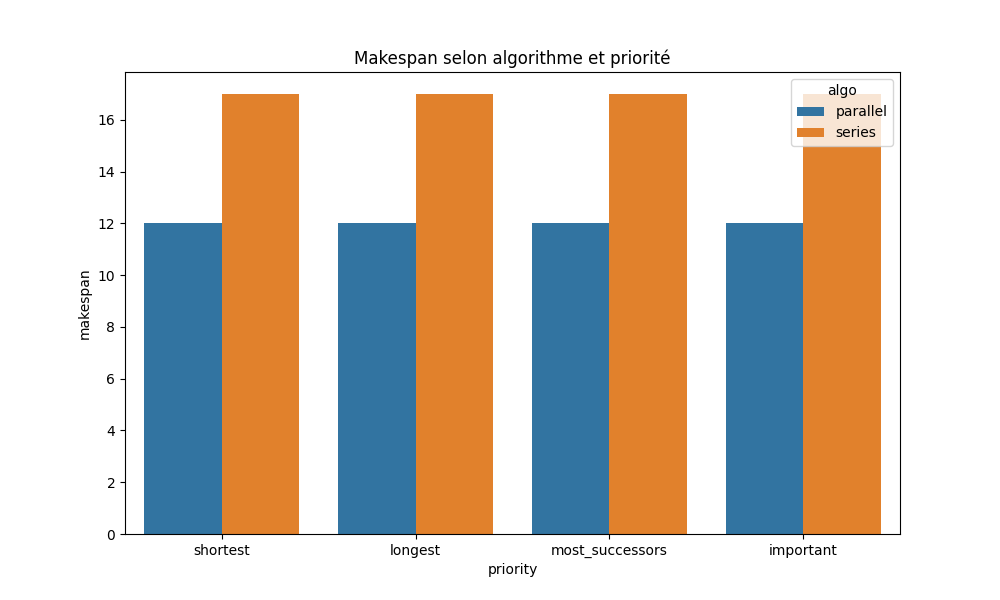 Makespan selon algorithme et priorité
algo
parallel
series
makespan
16
14
12
10
8
6
4
2
0
shortest longest most_successors important
priority